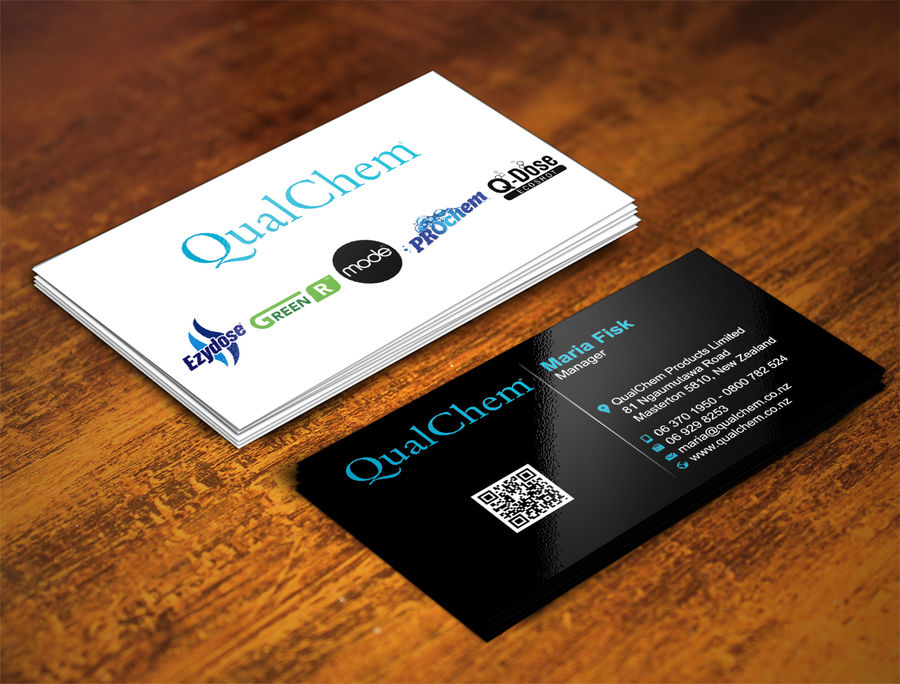 QualChem
Ezydose
GREEN R
mode
PROchem
Q-Dose
ECOSHOT
QualChem
Maria Fisk
Manager
QualChem Products Limited
81 Ngaumutawa Road
Masterton 5810, New Zealand
06 370 1950 - 0800 782 524
06 929 8253
maria@qualchem.co.nz
www.qualchem.co.nz